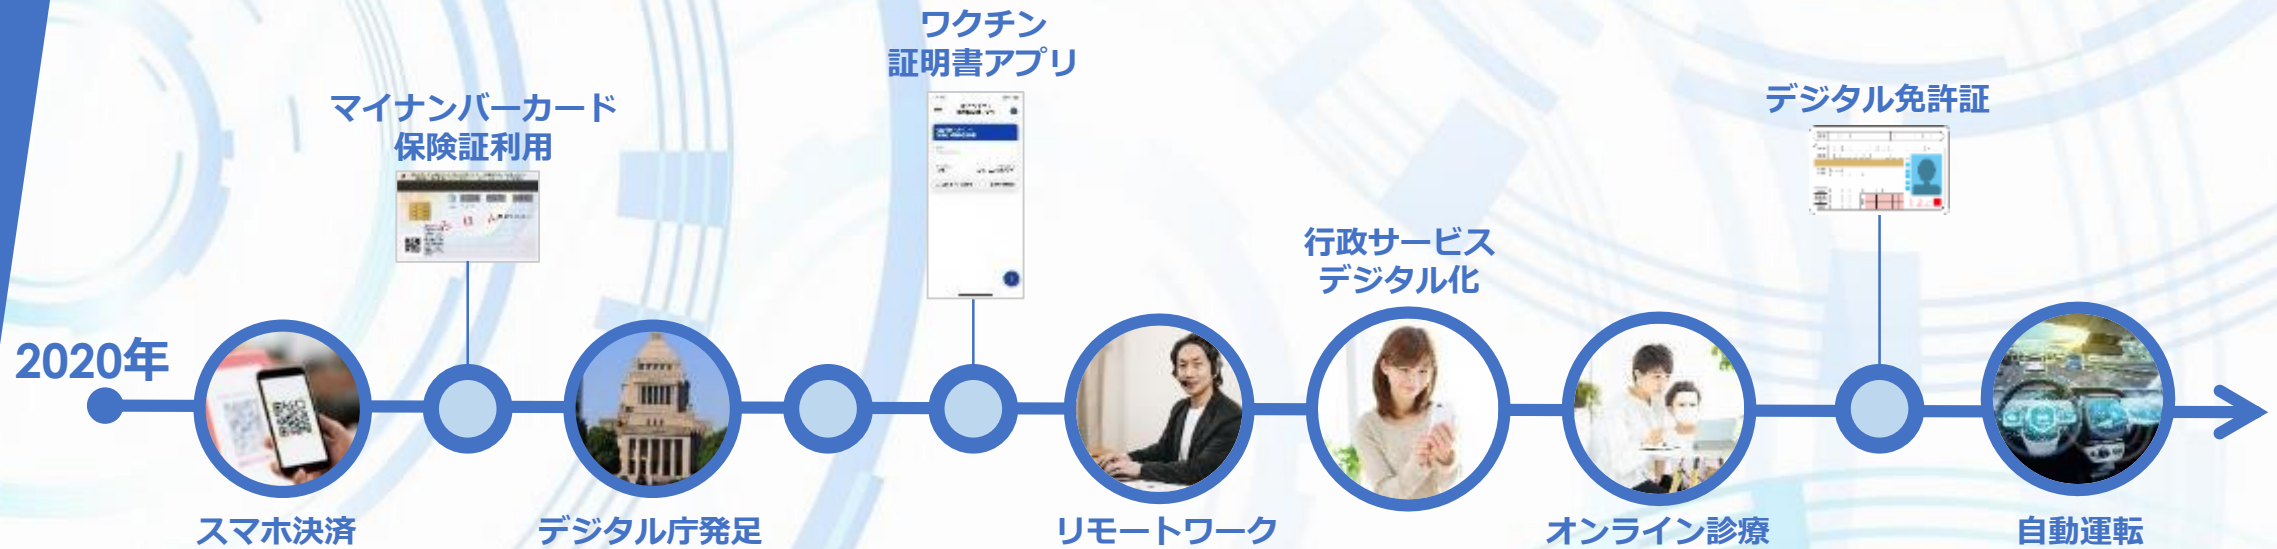 ワクチン
証明書アプリ
マイナンバーカード
保険証利用
デジタル免許証
行政サービス
デジタル化
2020年
スマホ決済
デジタル庁発足
リモートワーク
オンライン診療
自動運転